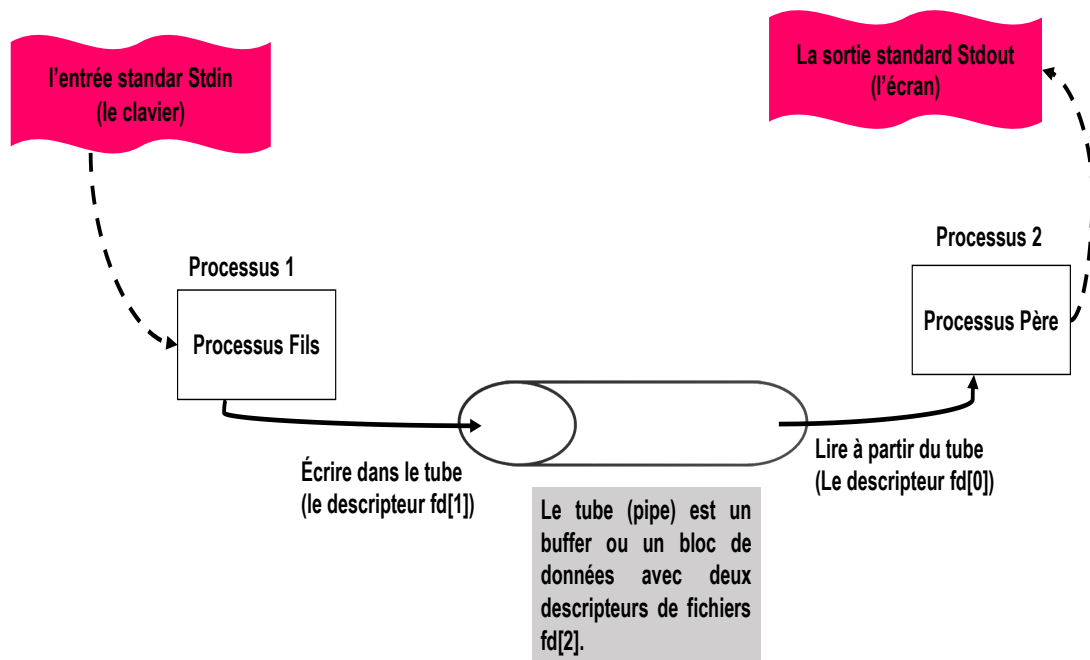 l'entrée standar Stdin
(le clavier)
La sortie standard Stdout
(l'écran)
Processus 1
Processus Fils
Processus 2
Processus Père
Écrire dans le tube
(le descripteur fd[1])
Lire à partir du tube
(Le descripteur fd[0])
Le tube (pipe) est un
buffer ou un bloc de
données avec deux
descripteurs de fichiers
fd[2].